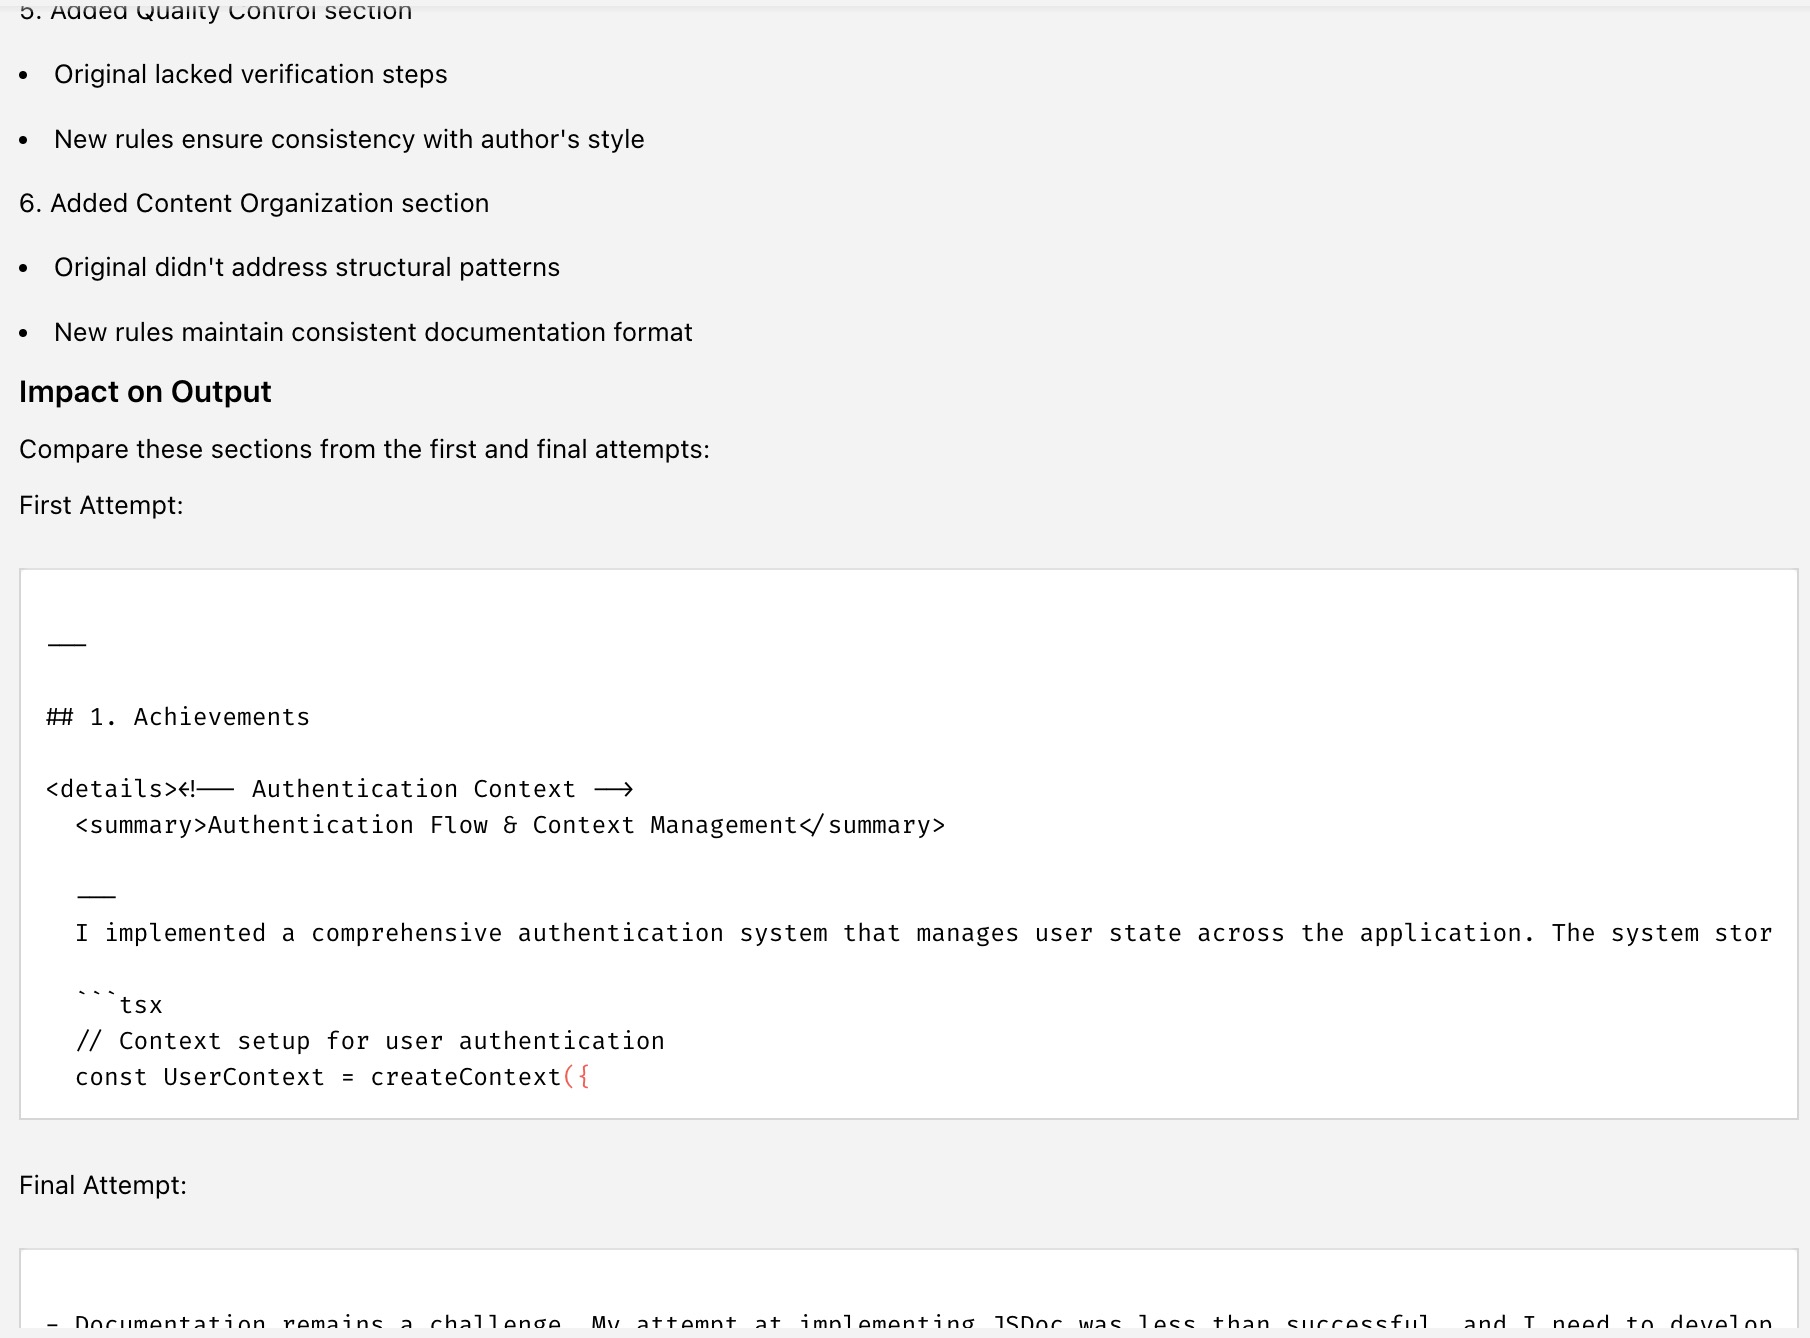 5. Added Quality Control section
• Original lacked verification steps
• New rules ensure consistency with author's style
6. Added Content Organization section
• Original didn't address structural patterns
• New rules maintain consistent documentation format
Impact on Output
Compare these sections from the first and final attempts:
First Attempt:
---
## 1. Achievements
<details><!-- Authentication Context -->
<summary>Authentication Flow & Context Management</summary>
---
I implemented a comprehensive authentication system that manages user state across the application. The system stor
```tsx
// Context setup for user authentication
const UserContext = createContext({
Final Attempt:
- Documentation remains a challenge. My attempt at implementing JSDoc was less than successful, and I need to develop